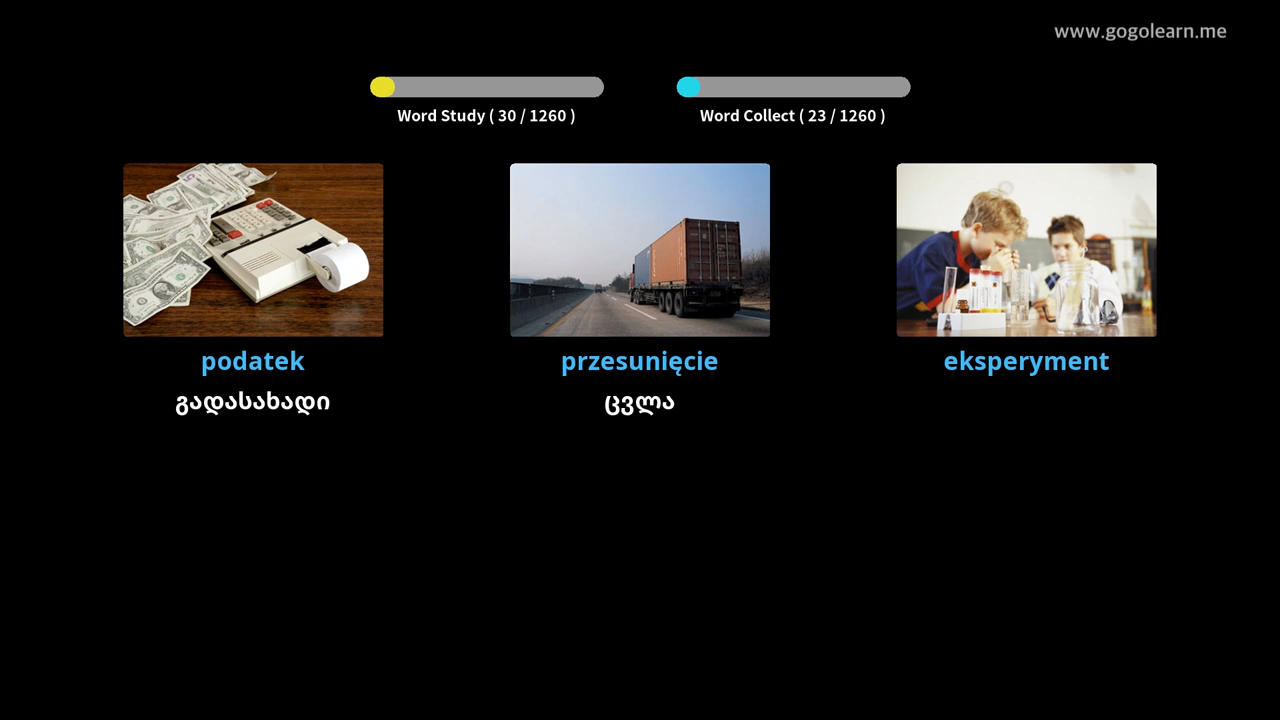 www.gogolearn.me
Word Study ( 30 / 1260 )
Word Collect ( 23 / 1260 )
podatek
przesunięcie
eksperyment
გადასახადი
ცვლა